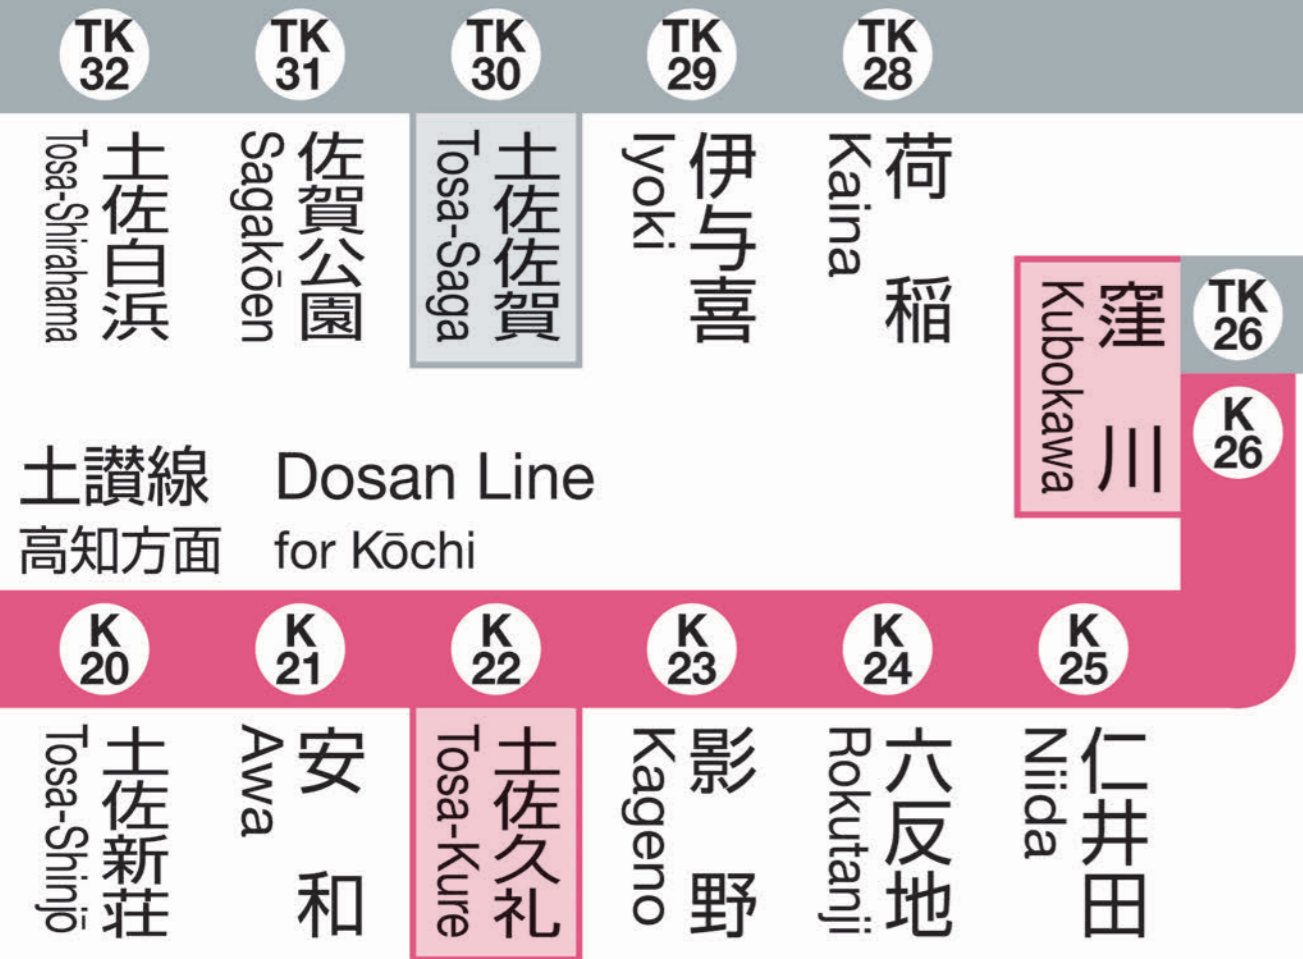 TK
32
TK
31
TK
30
TK
29
TK
28
土佐白浜
Tosa-Shirahama
佐賀公園
Sagakōen
土佐佐賀
Tosa-Saga
伊与喜
Iyoki
荷稲
Kaina
窪川
Kubokawa
TK
26
K
26
土讃線 Dosan Line
高知方面 for Kōchi
K
20
K
21
K
22
K
23
K
24
K
25
土佐新荘
Tosa-Shinjō
安和
Awa
土佐久礼
Tosa-Kure
影野
Kageno
六反地
Rokutanji
仁井田
Niida